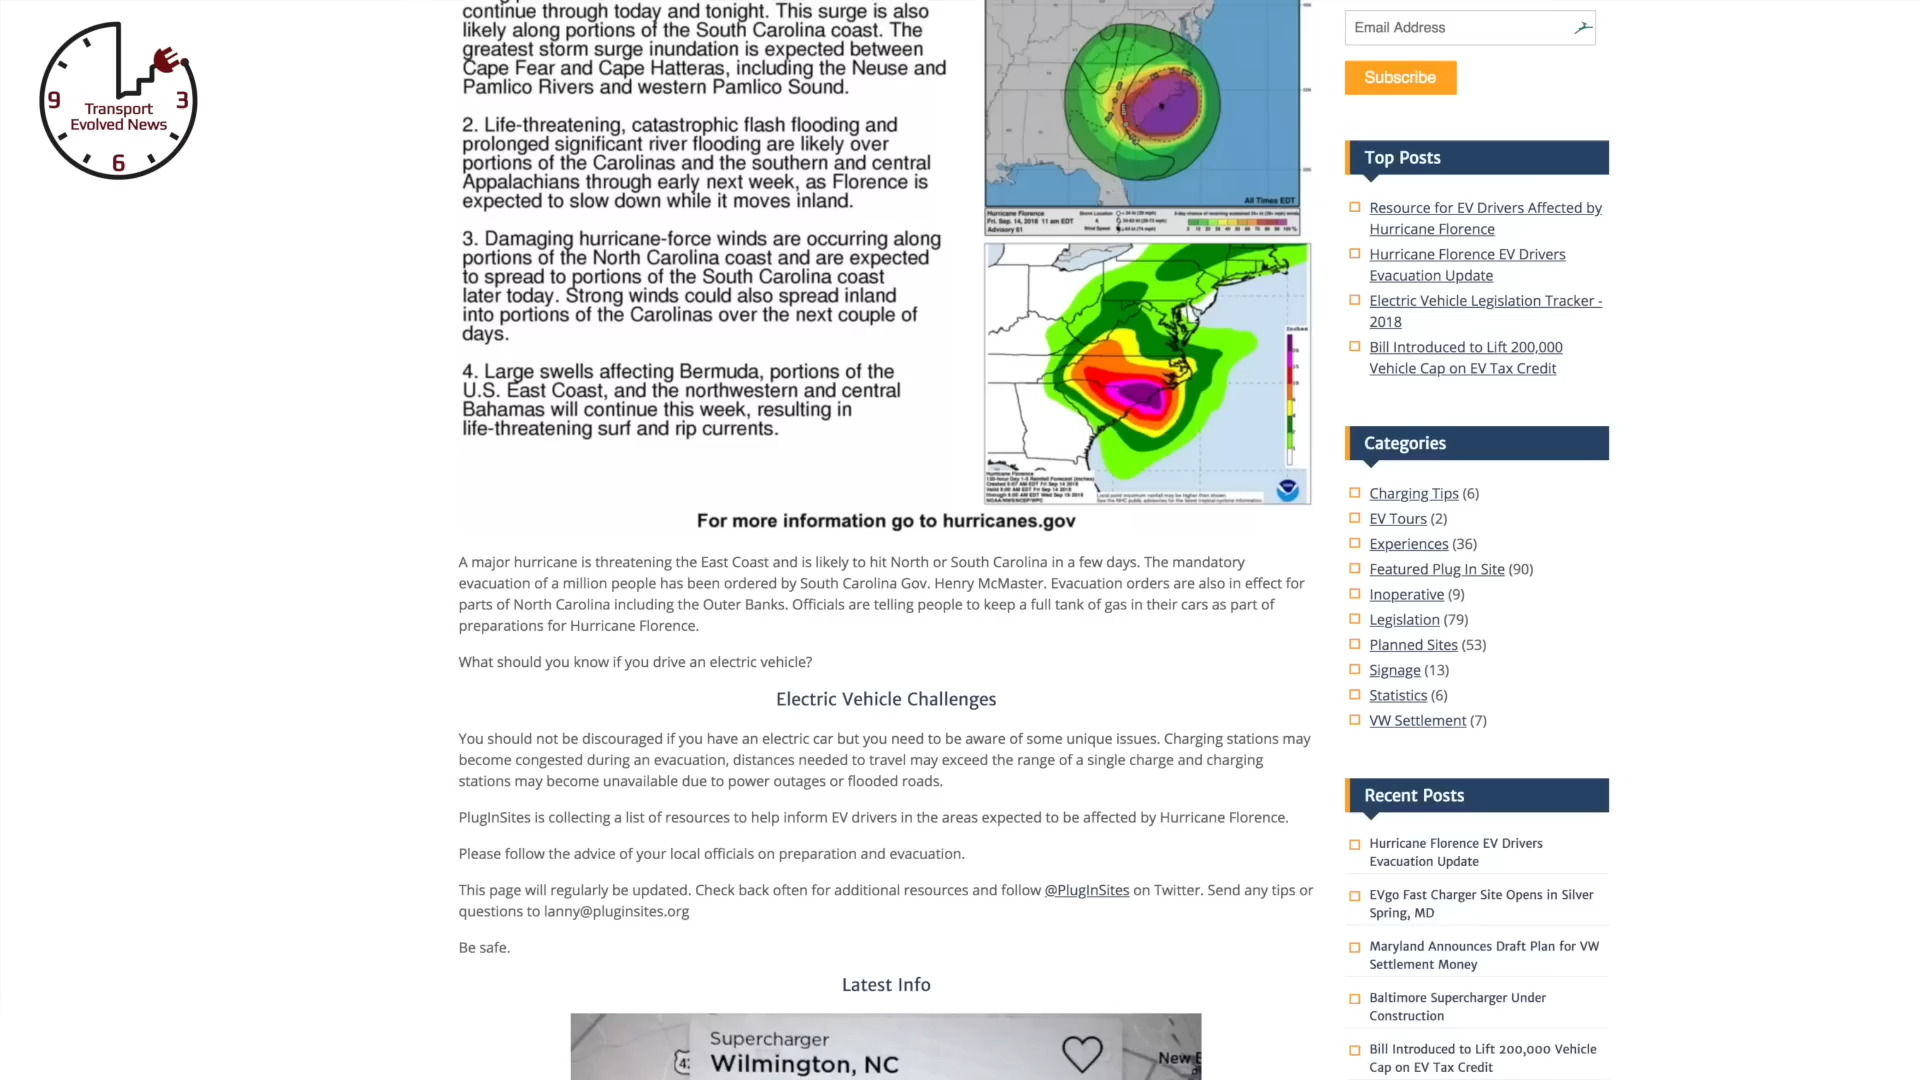 continue through today and tonight. This surge is also
likely along portions of the South Carolina coast. The
greatest storm surge inundation is expected between
Cape Fear and Cape Hatteras, including the Neuse and
Pamlico Rivers and western Pamlico Sound.
2. Life-threatening, catastrophic flash flooding and
prolonged significant river flooding are likely over
portions of the Carolinas and the southern and central
Appalachians through early next week, as Florence is
expected to slow down while it moves inland.
3. Damaging hurricane-force winds are occurring along
portions of the North Carolina coast and are expected
to spread to portions of the South Carolina coast
later today. Strong winds could also spread inland
into portions of the Carolinas over the next couple of
days.
4. Large swells affecting Bermuda, portions of the
U.S. East Coast, and the northwestern and central
Bahamas will continue this week, resulting in
life-threatening surf and rip currents.
All Times EDT
Hurricane Florence
Fri. Sep. 14, 2018 11 am EDT
Advisory 61
Inches
Hurricane Florence
For more information go to hurricanes.gov
A major hurricane is threatening the East Coast and is likely to hit North or South Carolina in a few days. The mandatory
evacuation of a million people has been ordered by South Carolina Gov. Henry McMaster. Evacuation orders are also in effect for
parts of North Carolina including the Outer Banks. Officials are telling people to keep a full tank of gas in their cars as part of
preparations for Hurricane Florence.
What should you know if you drive an electric vehicle?
Electric Vehicle Challenges
You should not be discouraged if you have an electric car but you need to be aware of some unique issues. Charging stations may
become congested during an evacuation, distances needed to travel may exceed the range of a single charge and charging
stations may become unavailable due to power outages or flooded roads.
PlugInSites is collecting a list of resources to help inform EV drivers in the areas expected to be affected by Hurricane Florence.
Please follow the advice of your local officials on preparation and evacuation.
This page will regularly be updated. Check back often for additional resources and follow @PlugInSites on Twitter. Send any tips or
questions to lanny@pluginsites.org
Be safe.
Latest Info
Supercharger
Wilmington, NC
New
Email Address
Subscribe
Top Posts
Resource for EV Drivers Affected by
Hurricane Florence
Hurricane Florence EV Drivers
Evacuation Update
Electric Vehicle Legislation Tracker -
2018
Bill Introduced to Lift 200,000
Vehicle Cap on EV Tax Credit
Categories
Charging Tips (6)
EV Tours (2)
Experiences (36)
Featured Plug In Site (90)
Inoperative (9)
Legislation (79)
Planned Sites (53)
Signage (13)
Statistics (6)
VW Settlement (7)
Recent Posts
Hurricane Florence EV Drivers
Evacuation Update
EVgo Fast Charger Site Opens in Silver
Spring, MD
Maryland Announces Draft Plan for VW
Settlement Money
Baltimore Supercharger Under
Construction
Bill Introduced to Lift 200,000 Vehicle
Cap on EV Tax Credit
9 3
Transport
Evolved News
6